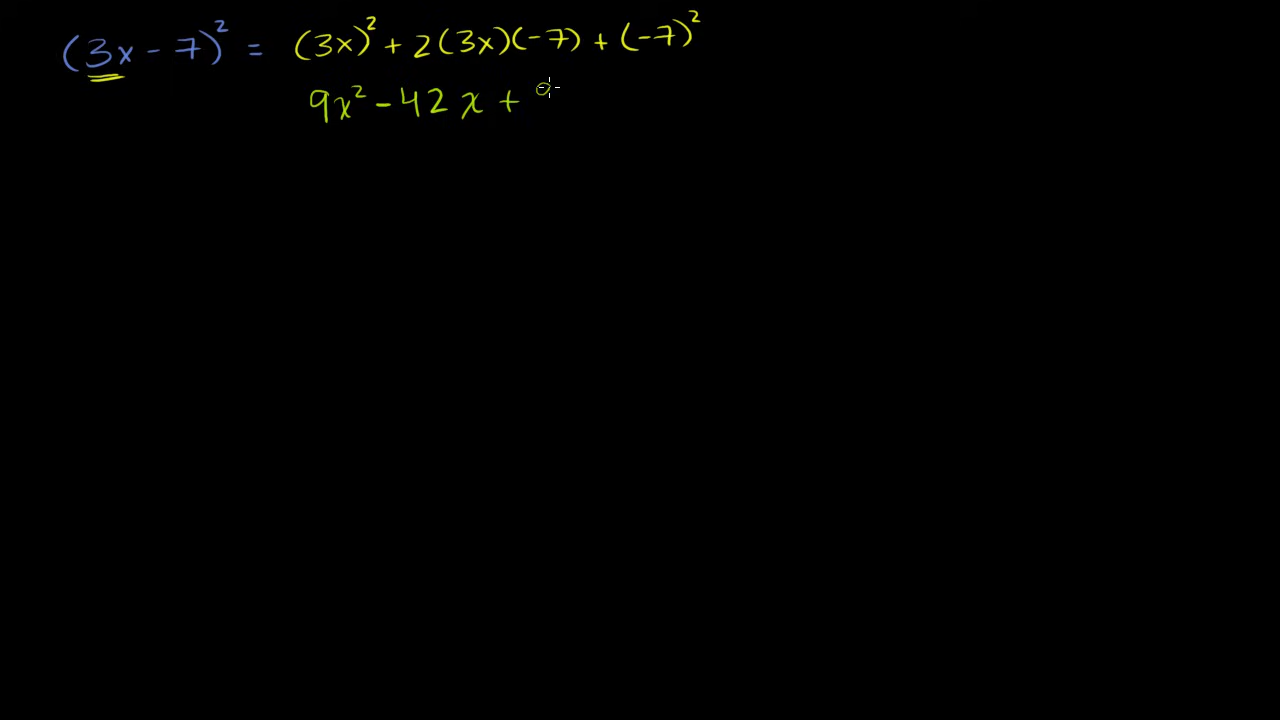 (3x - 7)² = (3x)² + 2(3x)(-7) + (-7)²
9x² - 42x +